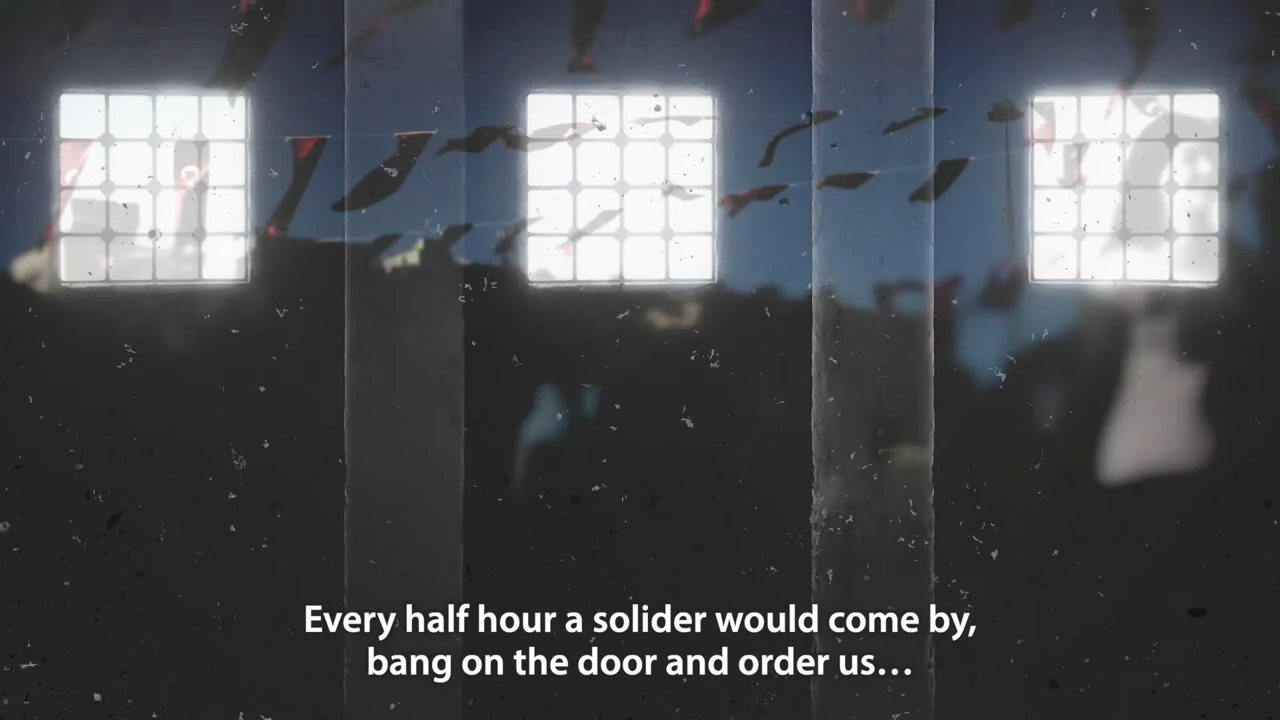 Every half hour a solider would come by,
bang on the door and order us…